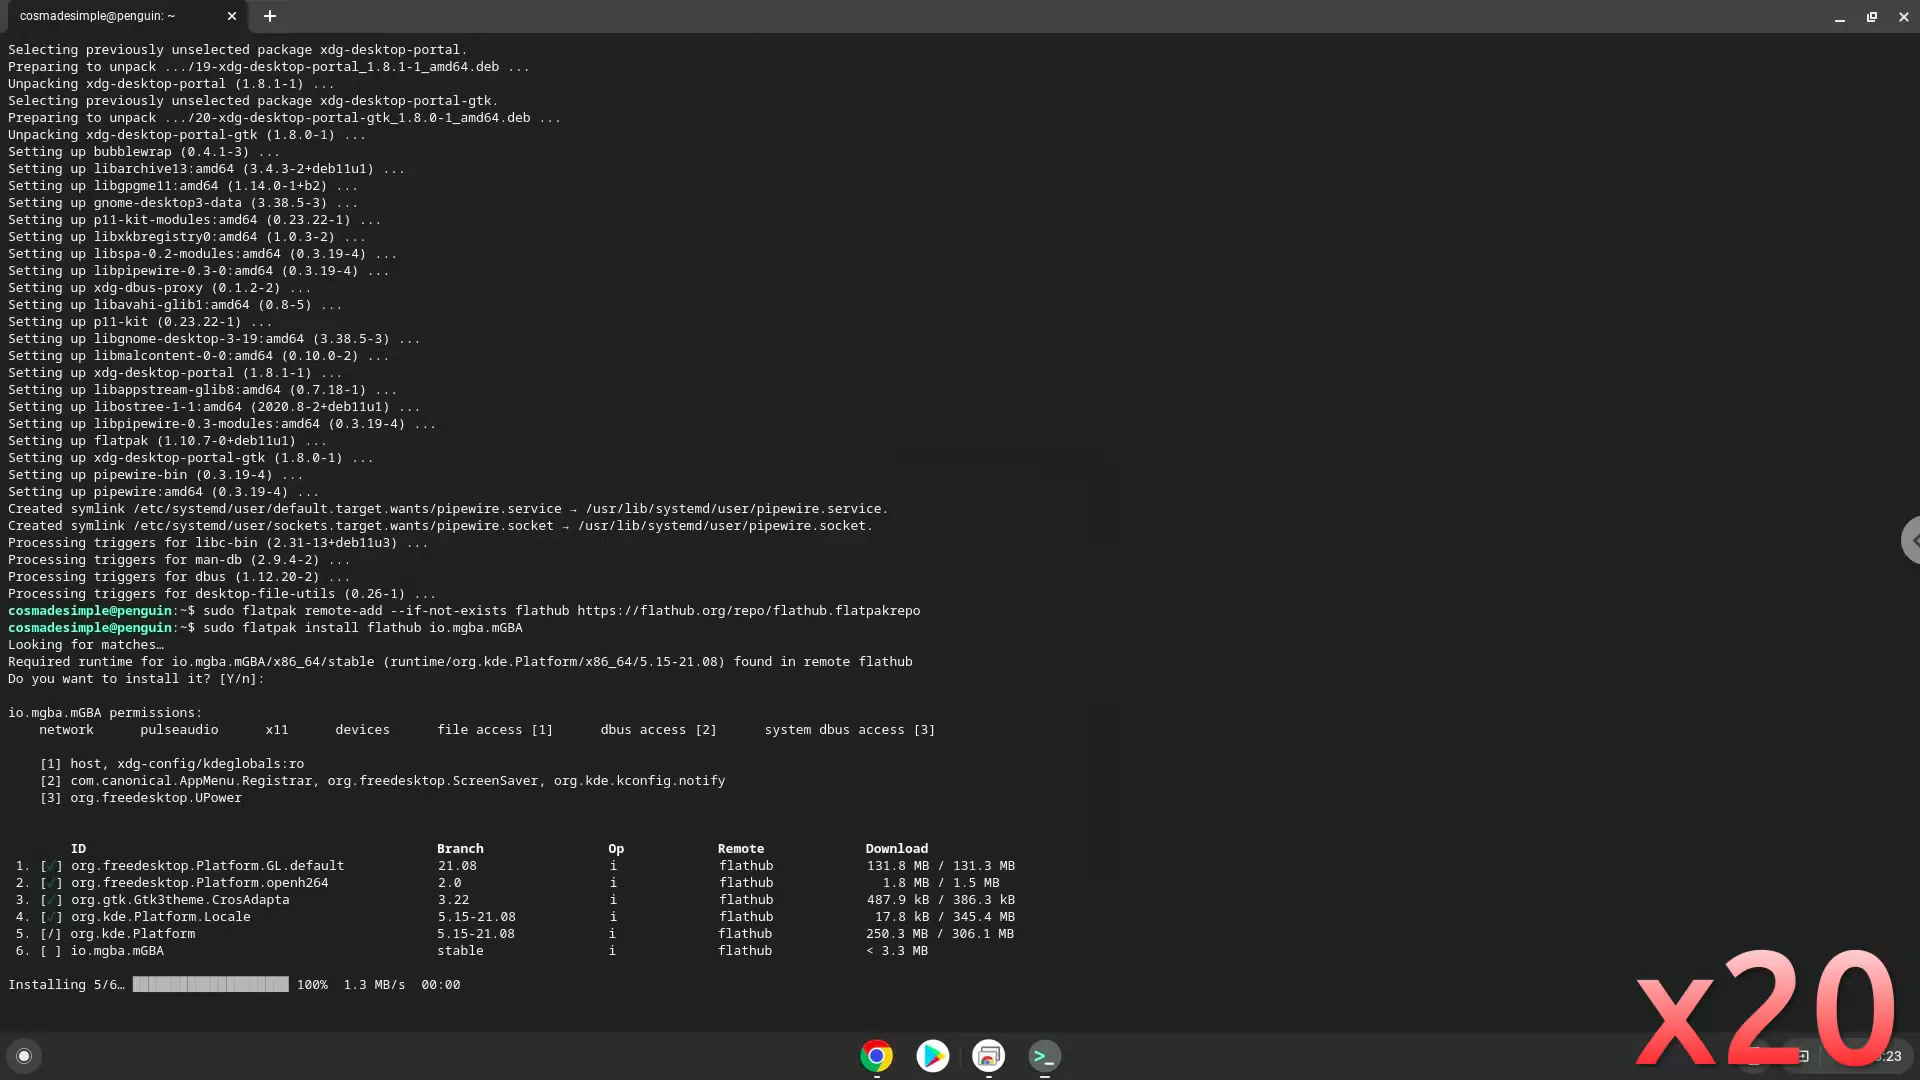 cosmadesimple@penguin: ~
Selecting previously unselected package xdg-desktop-portal.
Preparing to unpack .../19-xdg-desktop-portal_1.8.1-1_amd64.deb ...
Unpacking xdg-desktop-portal (1.8.1-1) ...
Selecting previously unselected package xdg-desktop-portal-gtk.
Preparing to unpack .../20-xdg-desktop-portal-gtk_1.8.0-1_amd64.deb ...
Unpacking xdg-desktop-portal-gtk (1.8.0-1) ...
Setting up bubblewrap (0.4.1-3) ...
Setting up libarchive13:amd64 (3.4.3-2+deb11u1) ...
Setting up libgpgme11:amd64 (1.14.0-1+b2) ...
Setting up gnome-desktop3-data (3.38.5-3) ...
Setting up p11-kit-modules:amd64 (0.23.22-1) ...
Setting up libxkbregistry0:amd64 (1.0.3-2) ...
Setting up libspa-0.2-modules:amd64 (0.3.19-4) ...
Setting up libpipewire-0.3-0:amd64 (0.3.19-4) ...
Setting up xdg-dbus-proxy (0.1.2-2) ...
Setting up libavahi-glib1:amd64 (0.8-5) ...
Setting up p11-kit (0.23.22-1) ...
Setting up libgnome-desktop-3-19:amd64 (3.38.5-3) ...
Setting up libmalcontent-0-0:amd64 (0.10.0-2) ...
Setting up xdg-desktop-portal (1.8.1-1) ...
Setting up libappstream-glib8:amd64 (0.7.18-1) ...
Setting up libostree-1-1:amd64 (2020.8-2+deb11u1) ...
Setting up libpipewire-0.3-modules:amd64 (0.3.19-4) ...
Setting up flatpak (1.10.7-0+deb11u1) ...
Setting up xdg-desktop-portal-gtk (1.8.0-1) ...
Setting up pipewire-bin (0.3.19-4) ...
Setting up pipewire:amd64 (0.3.19-4) ...
Created symlink /etc/systemd/user/default.target.wants/pipewire.service → /usr/lib/systemd/user/pipewire.service.
Created symlink /etc/systemd/user/sockets.target.wants/pipewire.socket → /usr/lib/systemd/user/pipewire.socket.
Processing triggers for libc-bin (2.31-13+deb11u3) ...
Processing triggers for man-db (2.9.4-2) ...
Processing triggers for dbus (1.12.20-2) ...
Processing triggers for desktop-file-utils (0.26-1) ...
cosmadesimple@penguin:~$ sudo flatpak remote-add --if-not-exists flathub https://flathub.org/repo/flathub.flatpakrepo
cosmadesimple@penguin:~$ sudo flatpak install flathub io.mgba.mGBA
Looking for matches…
Required runtime for io.mgba.mGBA/x86_64/stable (runtime/org.kde.Platform/x86_64/5.15-21.08) found in remote flathub
Do you want to install it? [Y/n]:
io.mgba.mGBA permissions:
network pulseaudio x11 devices file access [1] dbus access [2] system dbus access [3]
[1] host, xdg-config/kdeglobals:ro
[2] com.canonical.AppMenu.Registrar, org.freedesktop.ScreenSaver, org.kde.kconfig.notify
[3] org.freedesktop.UPower
ID Branch Op Remote Download
1. [✓] org.freedesktop.Platform.GL.default 21.08 i flathub 131.8 MB / 131.3 MB
2. [✓] org.freedesktop.Platform.openh264 2.0 i flathub 1.8 MB / 1.5 MB
3. [✓] org.gtk.Gtk3theme.CrosAdapta 3.22 i flathub 487.9 kB / 386.3 kB
4. [✓] org.kde.Platform.Locale 5.15-21.08 i flathub 17.8 kB / 345.4 MB
5. [/] org.kde.Platform 5.15-21.08 i flathub 250.3 MB / 306.1 MB
6. [ ] io.mgba.mGBA stable i flathub < 3.3 MB
Installing 5/6… 100% 1.3 MB/s 00:00
x20
:23